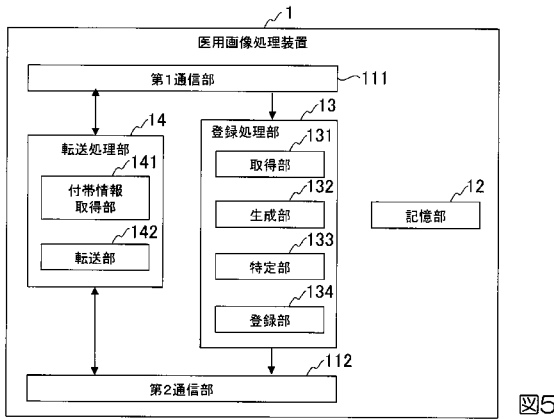 1
医用画像処理装置
第1通信部
111
14
転送処理部
141
付帯情報
取得部
142
転送部
13
登録処理部
131
取得部
132
生成部
133
特定部
134
登録部
12
記憶部
112
第2通信部
図5